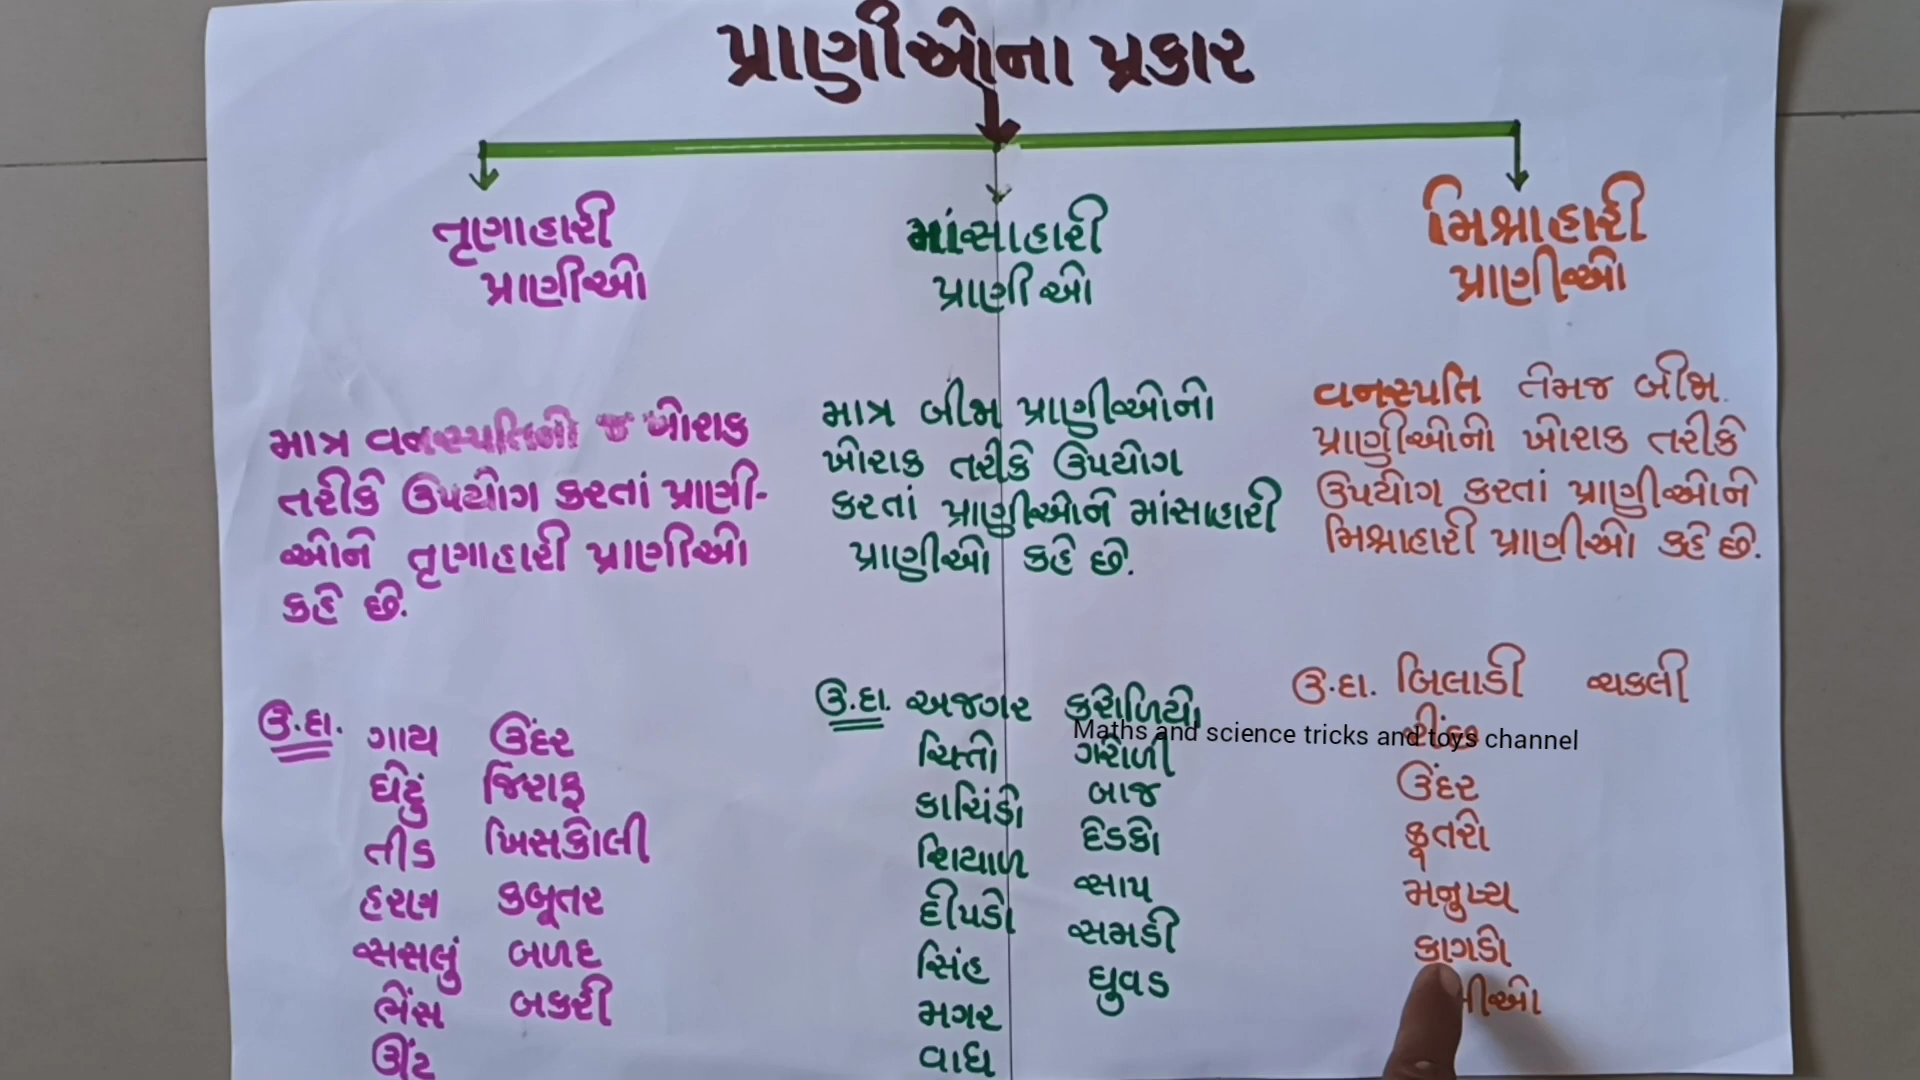 પ્રાણીઓના પ્રકાર
તૃણાહારી
પ્રાણીઓ
માત્ર વનસ્પતિનો જ ખોરાક
તરીકે ઉપયોગ કરતાં પ્રાણી-
ઓને તૃણાહારી પ્રાણીઓ
કહે છે.
ઉ.દા. ગાય ઉંદર
ઘેટું જિરાફ
તીડ ખિસકોલી
હરણ કબૂતર
સસલું બળદ
ભેંસ બકરી
ઊંટ
માંસાહારી
પ્રાણીઓ
માત્ર બીજા પ્રાણીઓનો
ખોરાક તરીકે ઉપયોગ
કરતાં પ્રાણીઓને માંસાહારી
પ્રાણીઓ કહે છે.
ઉ.દા. અજગર કરોળિયો
ચિત્તો ગરોળી
કાચિંડો બાજ
શિયાળ દેડકો
દીપડો સાપ
સિંહ સમડી
મગર ઘુવડ
વાઘ
મિશ્રાહારી
પ્રાણીઓ
વનસ્પતિ તેમજ બીજા
પ્રાણીઓનો ખોરાક તરીકે
ઉપયોગ કરતાં પ્રાણીઓને
મિશ્રાહારી પ્રાણીઓ કહે છે.
ઉ.દા. બિલાડી ચકલી
રીંછ
ઉંદર
કૂતરો
મનુષ્ય
કાગડો
Maths and science tricks and toys channel